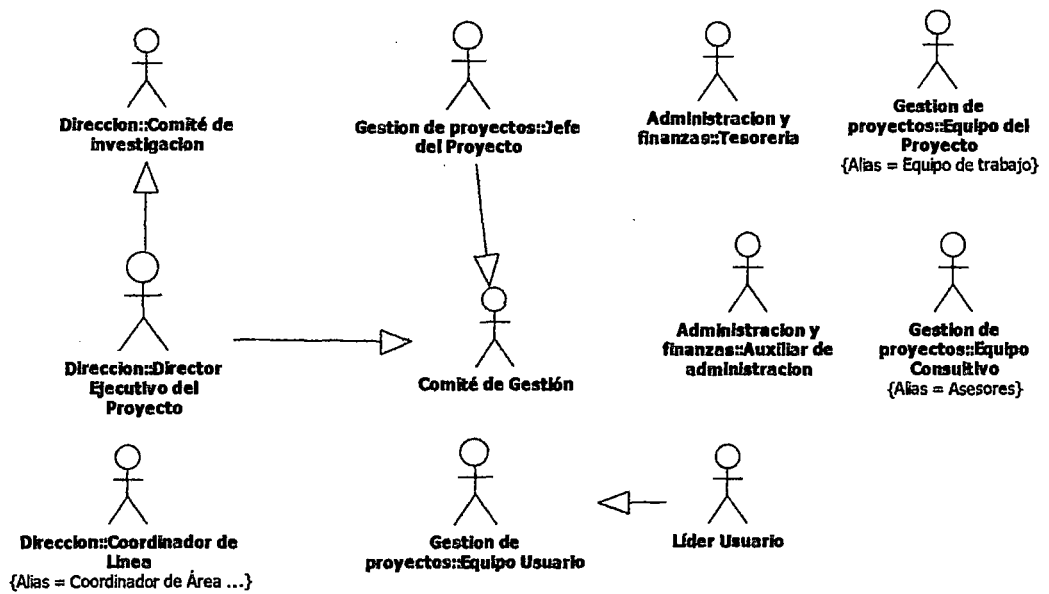 Direccion::Comité de
investigacion
Gestion de proyectos::Jefe
del Proyecto
Administracion y
finanzas::Tesoreria
Gestion de
proyectos::Equipo del
Proyecto
{Alias = Equipo de trabajo}
Direccion::Director
Ejecutivo del
Proyecto
Comité de Gestión
Administracion y
finanzas::Auxiliar de
administracion
Gestion de
proyectos::Equipo
Consultivo
{Alias = Asesores}
Direccion::Coordinador de
Linea
{Alias = Coordinador de Área ...}
Gestion de
proyectos::Equipo Usuario
Líder Usuario